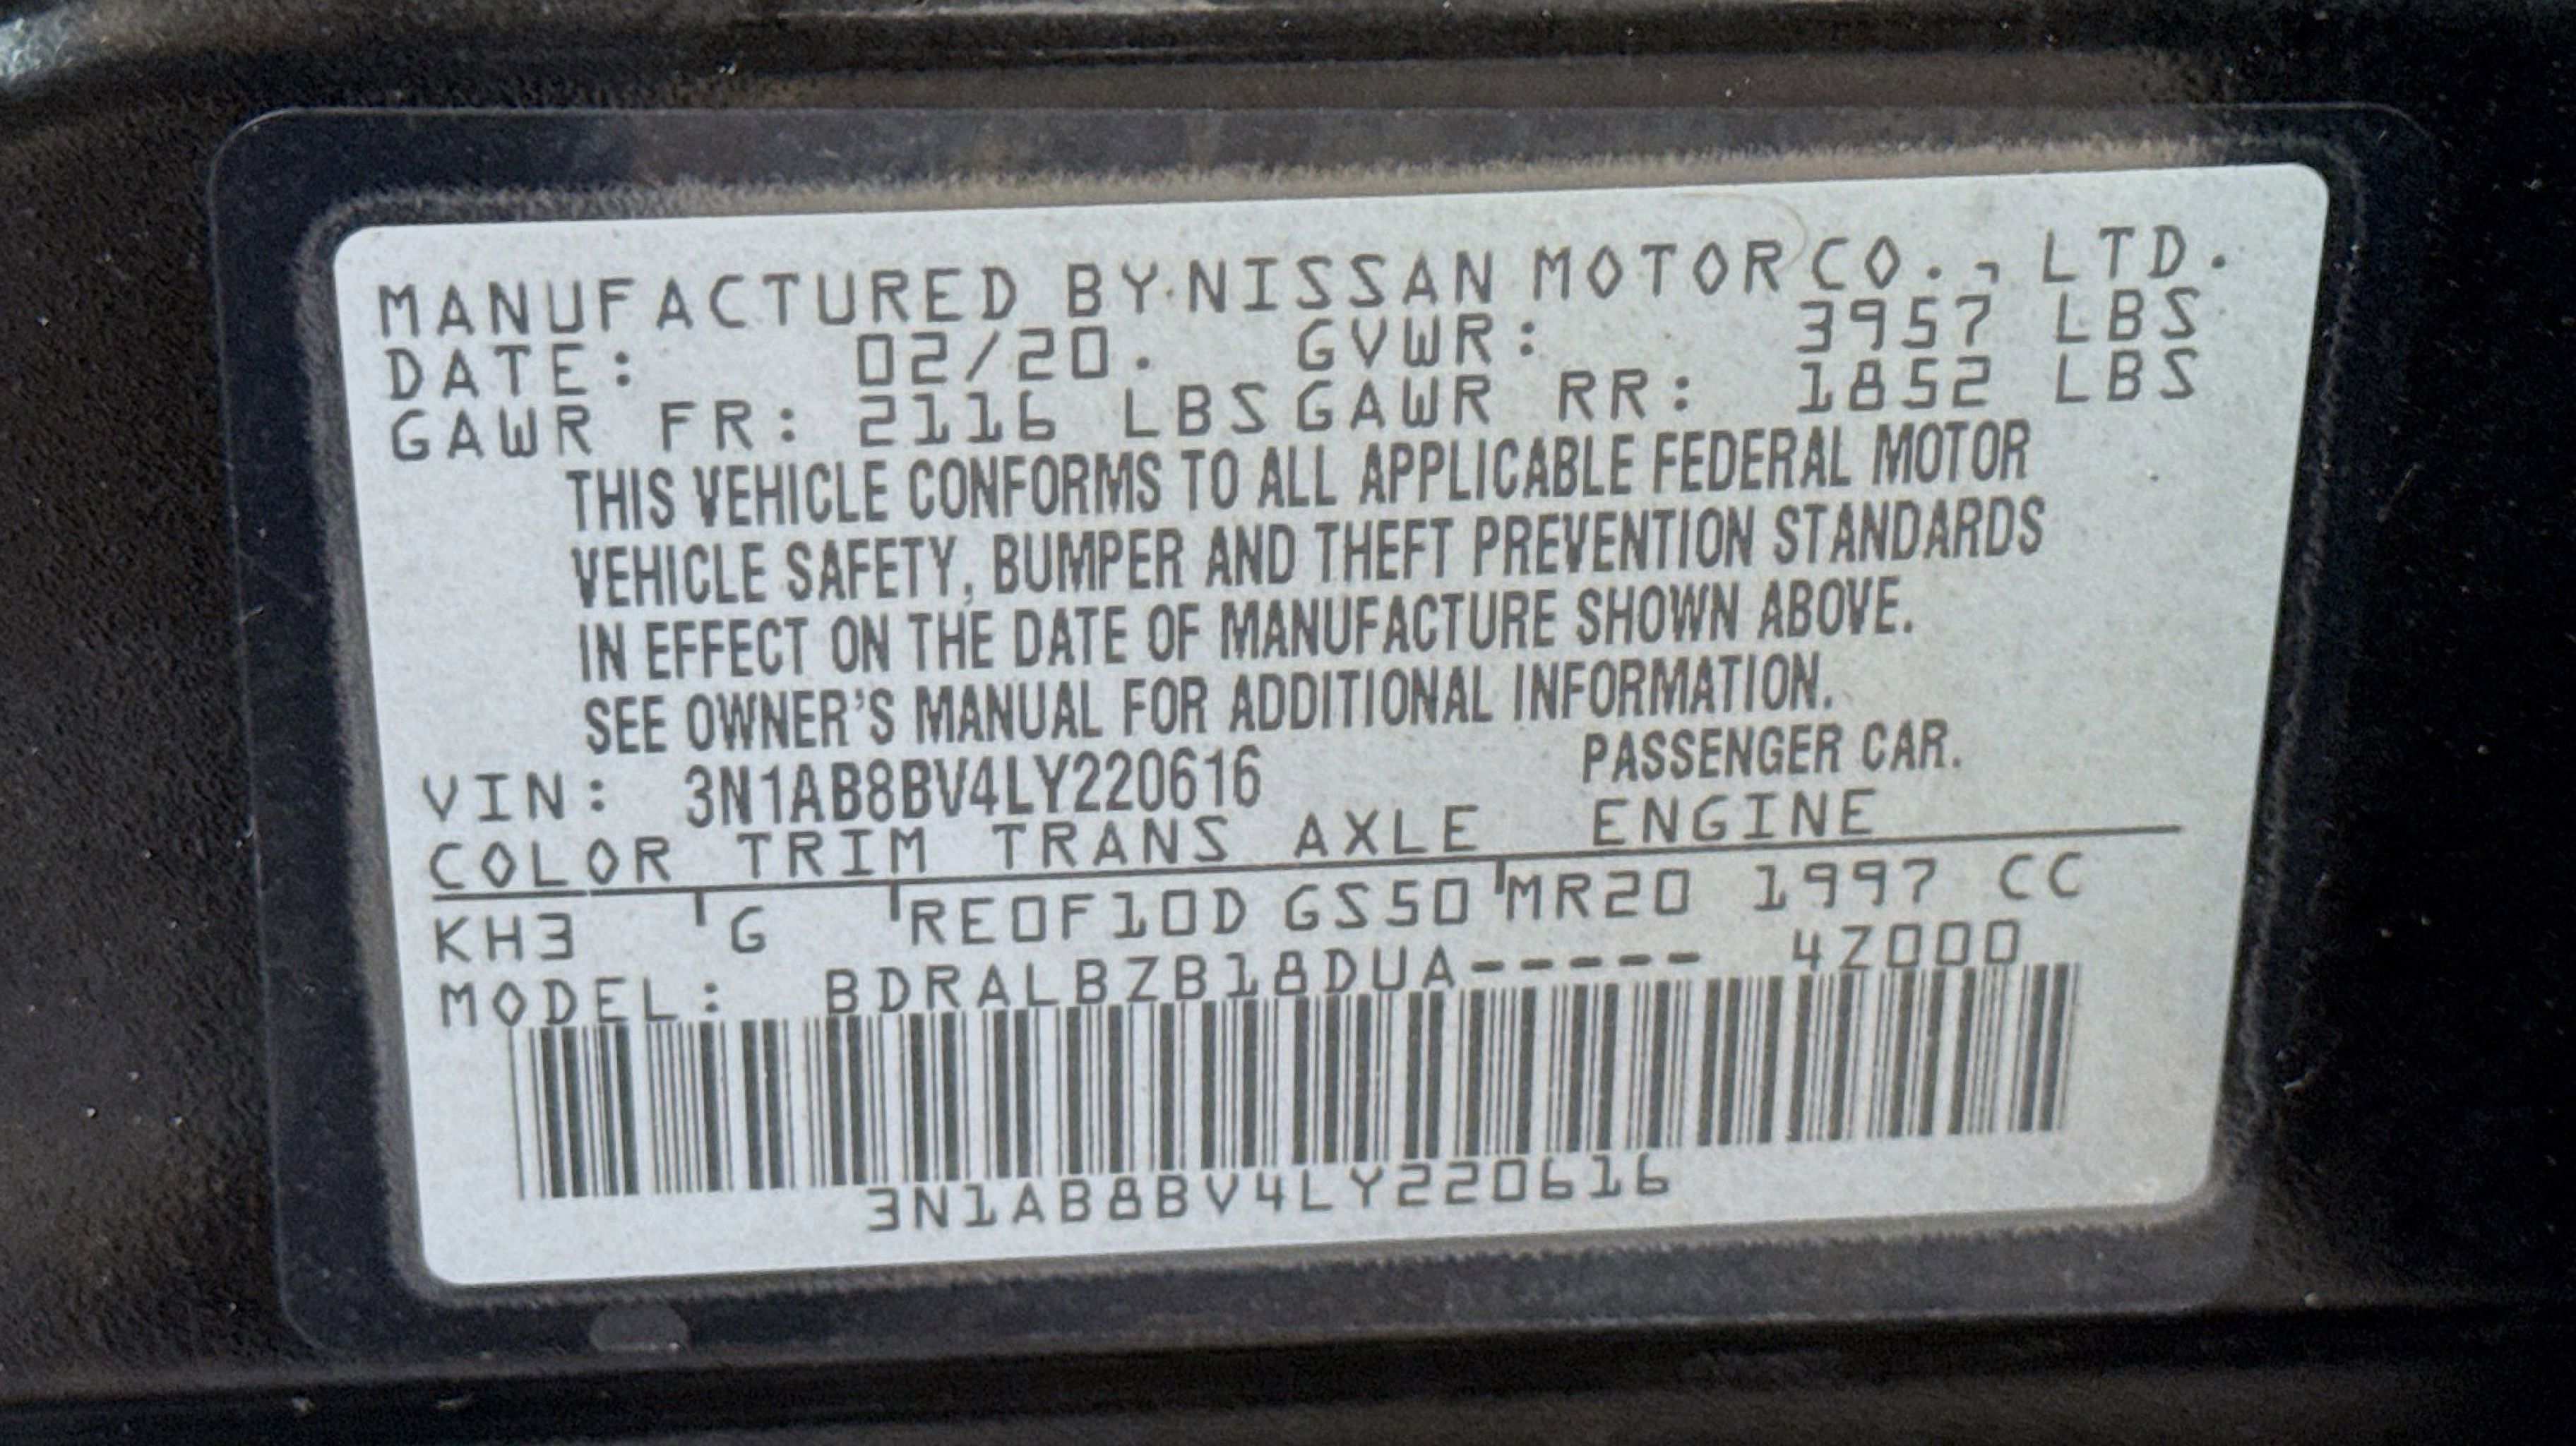 MANUFACTURED BY NISSAN MOTOR CO., LTD.
DATE: 02/20. GVWR: 3957 LBS
GAWR FR: 2116 LBS GAWR RR: 1852 LBS
THIS VEHICLE CONFORMS TO ALL APPLICABLE FEDERAL MOTOR
VEHICLE SAFETY, BUMPER AND THEFT PREVENTION STANDARDS
IN EFFECT ON THE DATE OF MANUFACTURE SHOWN ABOVE.
SEE OWNER'S MANUAL FOR ADDITIONAL INFORMATION.
VIN: 3N1AB8BV4LY220616 PASSENGER CAR.
COLOR TRIM TRANS AXLE ENGINE
KH3 G RE0F10D GS50 MR20 1997 CC
MODEL: BDRALBZB18DUA----- 4Z000
3N1AB8BV4LY220616